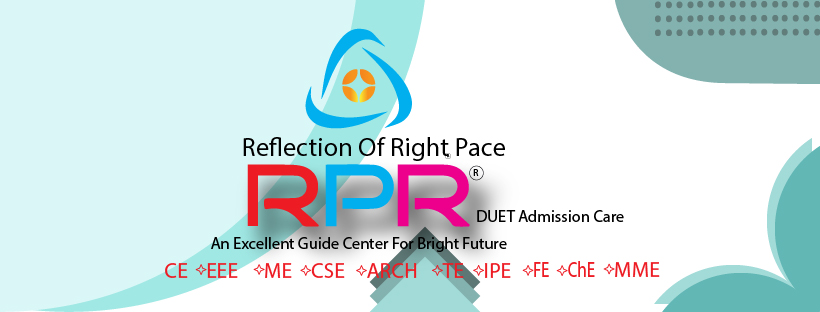 Reflection Of Right Pace
RPR®
DUET Admission Care
An Excellent Guide Center For Bright Future
CE ✧EEE ✧ME ✧CSE ✧ARCH ✧TE ✧IPE ✧FE ✧ChE ✧MME